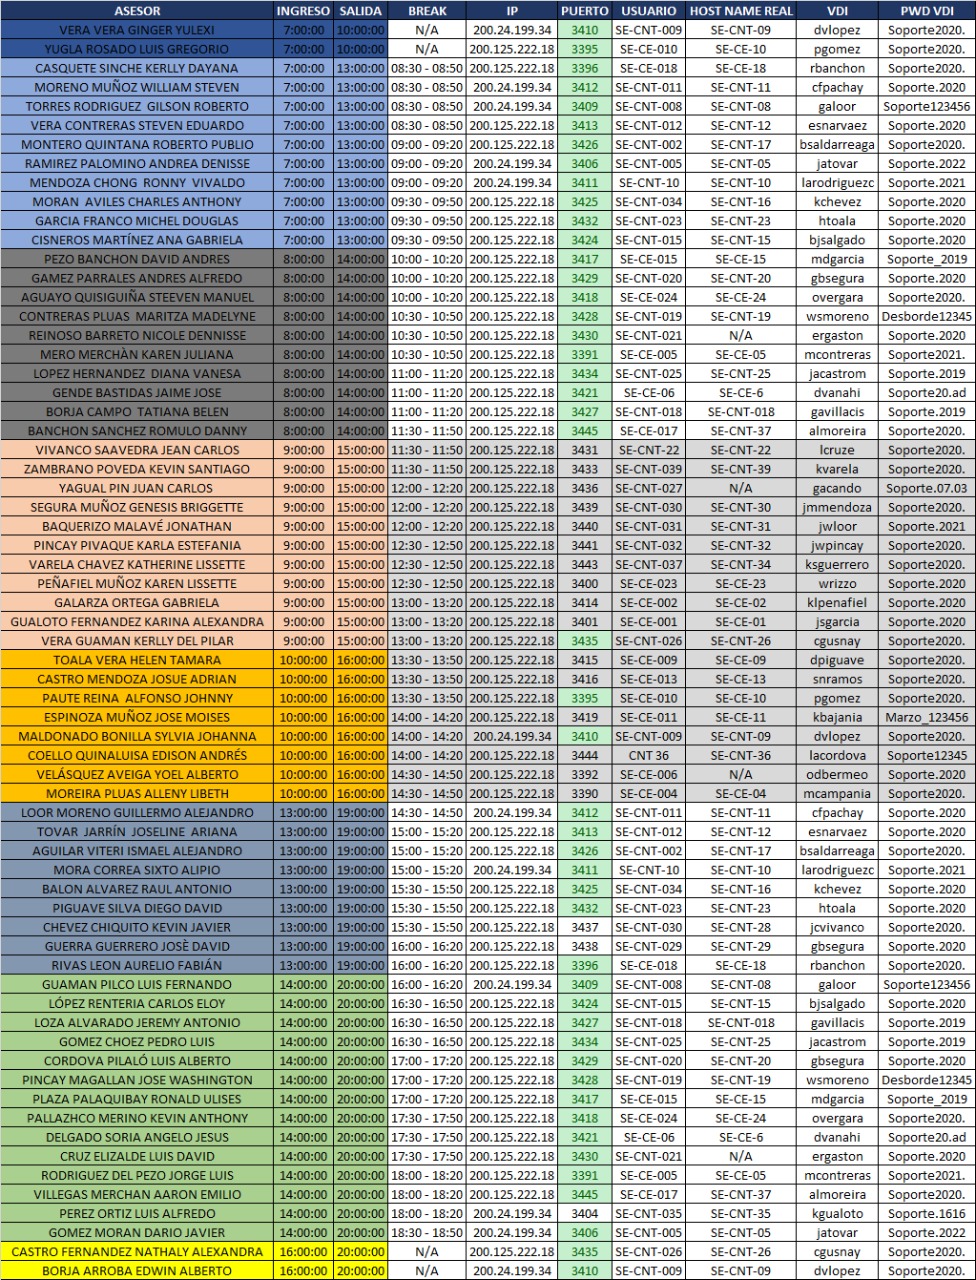 ASESOR INGRESO SALIDA BREAK IP PUERTO USUARIO HOST NAME REAL VDI PWD VDI
VERA VERA GINGER YULEXI 7:00:00 10:00:00 N/A 200.24.199.34 3410 SE-CNT-009 SE-CNT-09 dvlopez Soporte2020.
YUGLA ROSADO LUIS GREGORIO 7:00:00 10:00:00 N/A 200.125.222.18 3395 SE-CE-010 SE-CE-10 pgomez Soporte2020.
CASQUETE SINCHE KERLLY DAYANA 7:00:00 13:00:00 08:30 - 08:50 200.125.222.18 3396 SE-CE-018 SE-CE-18 rbanchon Soporte2020.
MORENO MUÑOZ WILLIAM STEVEN 7:00:00 13:00:00 08:30 - 08:50 200.24.199.34 3412 SE-CNT-011 SE-CNT-11 cfpachay Soporte.2020
TORRES RODRIGUEZ GILSON ROBERTO 7:00:00 13:00:00 08:30 - 08:50 200.24.199.34 3409 SE-CNT-008 SE-CNT-08 galoor Soporte123456
VERA CONTRERAS STEVEN EDUARDO 7:00:00 13:00:00 08:30 - 08:50 200.125.222.18 3413 SE-CNT-012 SE-CNT-12 esnarvaez Soporte.2020
MONTERO QUINTANA ROBERTO PUBLIO 7:00:00 13:00:00 09:00 - 09:20 200.125.222.18 3426 SE-CNT-002 SE-CNT-17 bsaldarreaga Soporte.2020
RAMIREZ PALOMINO ANDREA DENISSE 7:00:00 13:00:00 09:00 - 09:20 200.24.199.34 3406 SE-CNT-005 SE-CNT-05 jatovar Soporte.2022
MENDOZA CHONG RONNY VIVALDO 7:00:00 13:00:00 09:00 - 09:20 200.24.199.34 3411 SE-CNT-10 SE-CNT-10 larodriguezc Soporte.2021
MORAN AVILES CHARLES ANTHONY 7:00:00 13:00:00 09:30 - 09:50 200.125.222.18 3425 SE-CNT-034 SE-CNT-16 kchevez Soporte.2020
GARCIA FRANCO MICHEL DOUGLAS 7:00:00 13:00:00 09:30 - 09:50 200.125.222.18 3432 SE-CNT-023 SE-CNT-23 htoala Soporte.2020
CISNEROS MARTÍNEZ ANA GABRIELA 7:00:00 13:00:00 09:30 - 09:50 200.125.222.18 3424 SE-CNT-015 SE-CNT-15 bjsalgado Soporte.2020
PEZO BANCHON DAVID ANDRES 8:00:00 14:00:00 10:00 - 10:20 200.125.222.18 3417 SE-CE-015 SE-CE-15 mdgarcia Soporte_2019
GAMEZ PARRALES ANDRES ALFREDO 8:00:00 14:00:00 10:00 - 10:20 200.125.222.18 3429 SE-CNT-020 SE-CNT-20 gbsegura Soporte.2020
AGUAYO QUISIGUIÑA STEEVEN MANUEL 8:00:00 14:00:00 10:00 - 10:20 200.125.222.18 3418 SE-CE-024 SE-CE-24 overgara Soporte2020.
CONTRERAS PLUAS MARITZA MADELYNE 8:00:00 14:00:00 10:30 - 10:50 200.125.222.18 3428 SE-CNT-019 SE-CNT-19 wsmoreno Desborde12345
REINOSO BARRETO NICOLE DENNISSE 8:00:00 14:00:00 10:30 - 10:50 200.125.222.18 3430 SE-CNT-021 N/A ergaston Soporte.2020
MERO MERCHÀN KAREN JULIANA 8:00:00 14:00:00 10:30 - 10:50 200.125.222.18 3391 SE-CE-005 SE-CE-05 mcontreras Soporte2021.
LOPEZ HERNANDEZ DIANA VANESA 8:00:00 14:00:00 11:00 - 11:20 200.125.222.18 3434 SE-CNT-025 SE-CNT-25 jacastrom Soporte.2019
GENDE BASTIDAS JAIME JOSE 8:00:00 14:00:00 11:00 - 11:20 200.125.222.18 3421 SE-CE-06 SE-CE-6 dvanahi Soporte20.ad
BORJA CAMPO TATIANA BELEN 8:00:00 14:00:00 11:00 - 11:20 200.125.222.18 3427 SE-CNT-018 SE-CNT-018 gavillacis Soporte.2019
BANCHON SANCHEZ ROMULO DANNY 8:00:00 14:00:00 11:30 - 11:50 200.125.222.18 3445 SE-CE-017 SE-CNT-37 almoreira Soporte2020.
VIVANCO SAAVEDRA JEAN CARLOS 9:00:00 15:00:00 11:30 - 11:50 200.125.222.18 3431 SE-CNT-22 SE-CNT-22 lcruze Soporte2020.
ZAMBRANO POVEDA KEVIN SANTIAGO 9:00:00 15:00:00 11:30 - 11:50 200.125.222.18 3433 SE-CNT-039 SE-CNT-39 kvarela Soporte2020.
YAGUAL PIN JUAN CARLOS 9:00:00 15:00:00 12:00 - 12:20 200.125.222.18 3436 SE-CNT-027 N/A gacando Soporte.07.03
SEGURA MUÑOZ GENESIS BRIGGETTE 9:00:00 15:00:00 12:00 - 12:20 200.125.222.18 3439 SE-CNT-030 SE-CNT-30 jmmendoza Soporte2020.
BAQUERIZO MALAVÉ JONATHAN 9:00:00 15:00:00 12:00 - 12:20 200.125.222.18 3440 SE-CNT-031 SE-CNT-31 jwloor Soporte.2021
PINCAY PIVAQUE KARLA ESTEFANIA 9:00:00 15:00:00 12:30 - 12:50 200.125.222.18 3441 SE-CNT-032 SE-CNT-32 jwpincay Soporte2020.
VARELA CHAVEZ KATHERINE LISSETTE 9:00:00 15:00:00 12:30 - 12:50 200.125.222.18 3443 SE-CNT-037 SE-CNT-34 ksguerrero Soporte2020.
PEÑAFIEL MUÑOZ KAREN LISSETTE 9:00:00 15:00:00 12:30 - 12:50 200.125.222.18 3400 SE-CE-023 SE-CE-23 wrizzo Soporte.2020
GALARZA ORTEGA GABRIELA 9:00:00 15:00:00 13:00 - 13:20 200.125.222.18 3414 SE-CE-002 SE-CE-02 klpenafiel Soporte2020.
GUALOTO FERNANDEZ KARINA ALEXANDRA 9:00:00 15:00:00 13:00 - 13:20 200.125.222.18 3401 SE-CE-001 SE-CE-01 jsgarcia Soporte.2020
VERA GUAMAN KERLLY DEL PILAR 9:00:00 15:00:00 13:00 - 13:20 200.125.222.18 3435 SE-CNT-026 SE-CNT-26 cgusnay Soporte2020.
TOALA VERA HELEN TAMARA 10:00:00 16:00:00 13:30 - 13:50 200.125.222.18 3415 SE-CE-009 SE-CE-09 dpiguave Soporte2020.
CASTRO MENDOZA JOSUE ADRIAN 10:00:00 16:00:00 13:30 - 13:50 200.125.222.18 3416 SE-CE-013 SE-CE-13 snramos Soporte2020.
PAUTE REINA ALFONSO JOHNNY 10:00:00 16:00:00 13:30 - 13:50 200.125.222.18 3395 SE-CE-010 SE-CE-10 pgomez Soporte2020.
ESPINOZA MUÑOZ JOSE MOISES 10:00:00 16:00:00 14:00 - 14:20 200.125.222.18 3419 SE-CE-011 SE-CE-11 kbajania Marzo_123456
MALDONADO BONILLA SYLVIA JOHANNA 10:00:00 16:00:00 14:00 - 14:20 200.24.199.34 3410 SE-CNT-009 SE-CNT-09 dvlopez Soporte2020.
COELLO QUINALUISA EDISON ANDRÉS 10:00:00 16:00:00 14:00 - 14:20 200.125.222.18 3444 CNT 36 SE-CNT-36 lacordova Soporte12345
VELÁSQUEZ AVEIGA YOEL ALBERTO 10:00:00 16:00:00 14:30 - 14:50 200.125.222.18 3392 SE-CE-006 N/A odbermeo Soporte.2020
MOREIRA PLUAS ALLENY LIBETH 10:00:00 16:00:00 14:30 - 14:50 200.125.222.18 3390 SE-CE-004 SE-CE-04 mcampania Soporte2020.
LOOR MORENO GUILLERMO ALEJANDRO 13:00:00 19:00:00 14:30 - 14:50 200.24.199.34 3412 SE-CNT-011 SE-CNT-11 cfpachay Soporte.2020
TOVAR JARRÍN JOSELINE ARIANA 13:00:00 19:00:00 15:00 - 15:20 200.125.222.18 3413 SE-CNT-012 SE-CNT-12 esnarvaez Soporte.2020
AGUILAR VITERI ISMAEL ALEJANDRO 13:00:00 19:00:00 15:00 - 15:20 200.125.222.18 3426 SE-CNT-002 SE-CNT-17 bsaldarreaga Soporte.2020
MORA CORREA SIXTO ALIPIO 13:00:00 19:00:00 15:00 - 15:20 200.24.199.34 3411 SE-CNT-10 SE-CNT-10 larodriguezc Soporte.2021
BALON ALVAREZ RAUL ANTONIO 13:00:00 19:00:00 15:30 - 15:50 200.125.222.18 3425 SE-CNT-034 SE-CNT-16 kchevez Soporte.2020
PIGUAVE SILVA DIEGO DAVID 13:00:00 19:00:00 15:30 - 15:50 200.125.222.18 3432 SE-CNT-023 SE-CNT-23 htoala Soporte.2020
CHEVEZ CHIQUITO KEVIN JAVIER 13:00:00 19:00:00 15:30 - 15:50 200.125.222.18 3437 SE-CNT-030 SE-CNT-28 jcvivanco Soporte.2020
GUERRA GUERRERO JOSÈ DAVID 13:00:00 19:00:00 16:00 - 16:20 200.125.222.18 3438 SE-CNT-029 SE-CNT-29 gbsegura Soporte.2020
RIVAS LEON AURELIO FABIÁN 13:00:00 19:00:00 16:00 - 16:20 200.125.222.18 3396 SE-CE-018 SE-CE-18 rbanchon Soporte2020.
GUAMAN PILCO LUIS FERNANDO 14:00:00 20:00:00 16:00 - 16:20 200.24.199.34 3409 SE-CNT-008 SE-CNT-08 galoor Soporte123456
LÓPEZ RENTERIA CARLOS ELOY 14:00:00 20:00:00 16:30 - 16:50 200.125.222.18 3424 SE-CNT-015 SE-CNT-15 bjsalgado Soporte.2020
LOZA ALVARADO JEREMY ANTONIO 14:00:00 20:00:00 16:30 - 16:50 200.125.222.18 3427 SE-CNT-018 SE-CNT-018 gavillacis Soporte.2019
GOMEZ CHOEZ PEDRO LUIS 14:00:00 20:00:00 16:30 - 16:50 200.125.222.18 3434 SE-CNT-025 SE-CNT-25 jacastrom Soporte.2019
CORDOVA PILALÓ LUIS ALBERTO 14:00:00 20:00:00 17:00 - 17:20 200.125.222.18 3429 SE-CNT-020 SE-CNT-20 gbsegura Soporte.2020
PINCAY MAGALLAN JOSE WASHINGTON 14:00:00 20:00:00 17:00 - 17:20 200.125.222.18 3428 SE-CNT-019 SE-CNT-19 wsmoreno Desborde12345
PLAZA PALAQUIBAY RONALD ULISES 14:00:00 20:00:00 17:00 - 17:20 200.125.222.18 3417 SE-CE-015 SE-CE-15 mdgarcia Soporte_2019
PALLAZHCO MERINO KEVIN ANTHONY 14:00:00 20:00:00 17:30 - 17:50 200.125.222.18 3418 SE-CE-024 SE-CE-24 overgara Soporte2020.
DELGADO SORIA ANGELO JESUS 14:00:00 20:00:00 17:30 - 17:50 200.125.222.18 3421 SE-CE-06 SE-CE-6 dvanahi Soporte20.ad
CRUZ ELIZALDE LUIS DAVID 14:00:00 20:00:00 17:30 - 17:50 200.125.222.18 3430 SE-CNT-021 N/A ergaston Soporte.2020
RODRIGUEZ DEL PEZO JORGE LUIS 14:00:00 20:00:00 18:00 - 18:20 200.125.222.18 3391 SE-CE-005 SE-CE-05 mcontreras Soporte2021.
VILLEGAS MERCHAN AARON EMILIO 14:00:00 20:00:00 18:00 - 18:20 200.125.222.18 3445 SE-CE-017 SE-CNT-37 almoreira Soporte2020.
PEREZ ORTIZ LUIS ALFREDO 14:00:00 20:00:00 18:00 - 18:20 200.24.199.34 3404 SE-CNT-035 SE-CNT-35 kgualoto Soporte.1616
GOMEZ MORAN DARIO JAVIER 14:00:00 20:00:00 18:30 - 18:50 200.24.199.34 3406 SE-CNT-005 SE-CNT-05 jatovar Soporte.2022
CASTRO FERNANDEZ NATHALY ALEXANDRA 16:00:00 20:00:00 N/A 200.125.222.18 3435 SE-CNT-026 SE-CNT-26 cgusnay Soporte2020.
BORJA ARROBA EDWIN ALBERTO 16:00:00 20:00:00 N/A 200.24.199.34 3410 SE-CNT-009 SE-CNT-09 dvlopez Soporte2020.